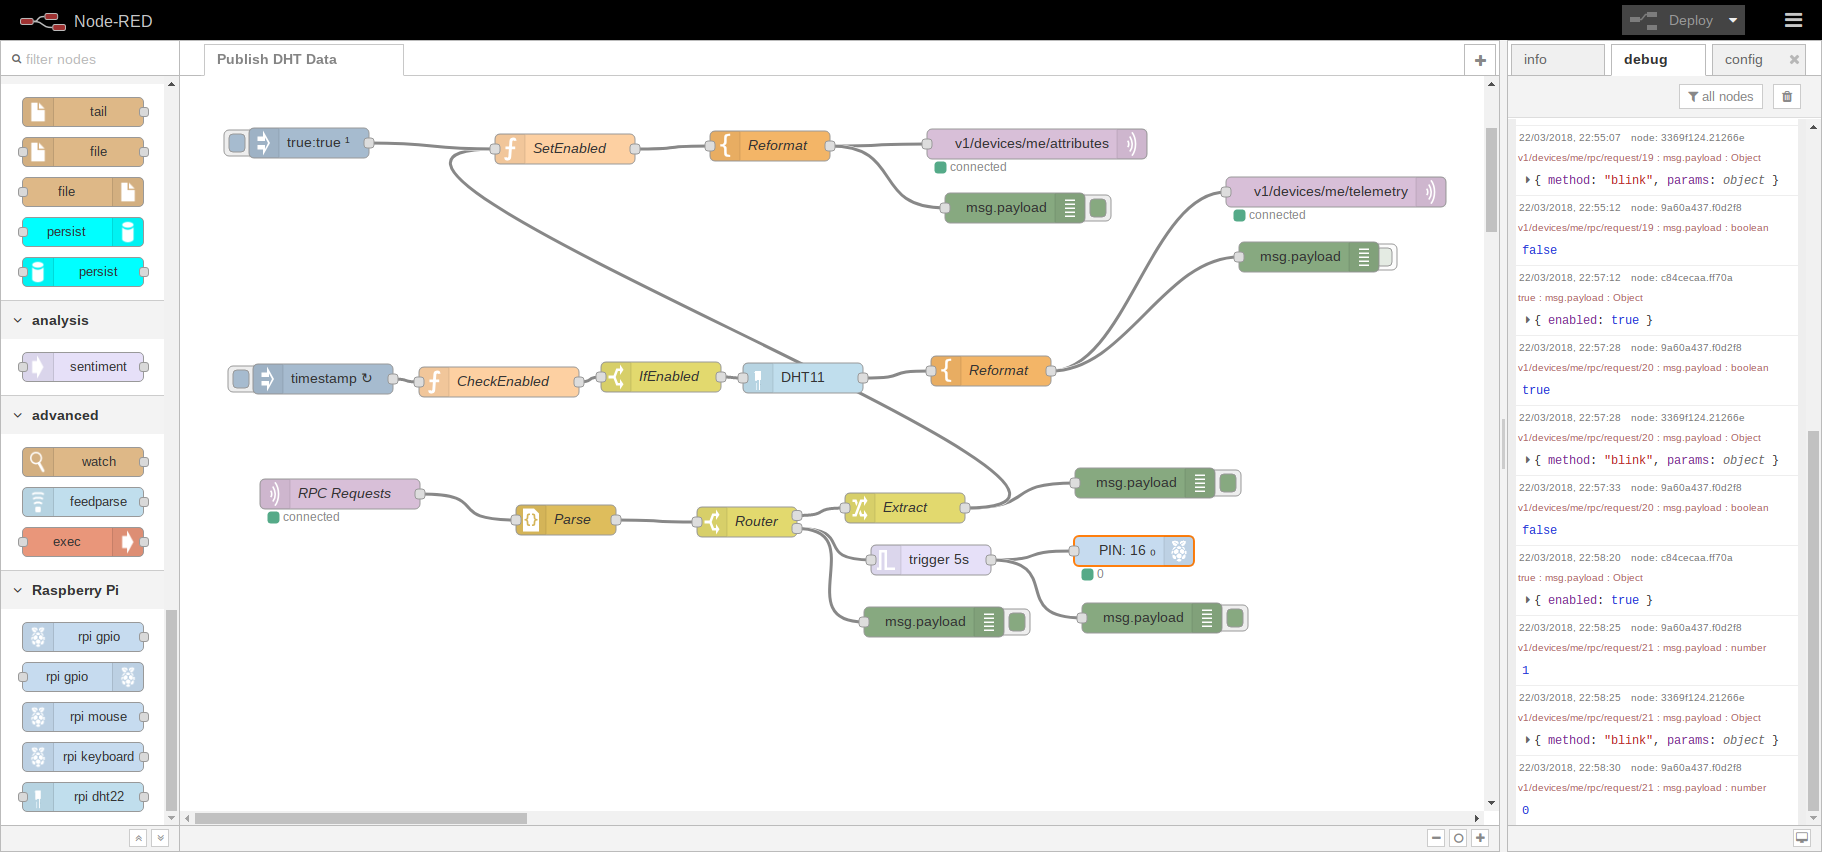 Node-RED
Deploy
filter nodes
tail
file
file
persist
persist
analysis
sentiment
advanced
watch
feedparse
exec
Raspberry Pi
rpi gpio
rpi gpio
rpi mouse
rpi keyboard
rpi dht22
Publish DHT Data
true:true ¹
SetEnabled
Reformat
v1/devices/me/attributes
connected
msg.payload
v1/devices/me/telemetry
connected
msg.payload
timestamp ↻
CheckEnabled
IfEnabled
DHT11
Reformat
RPC Requests
connected
Parse
Router
Extract
msg.payload
trigger 5s
PIN: 16 ₀
0
msg.payload
msg.payload
info
debug
config
all nodes
22/03/2018, 22:55:07 node: 3369f124.21266e
v1/devices/me/rpc/request/19 : msg.payload : Object
{ method: "blink", params: object }
22/03/2018, 22:55:12 node: 9a60a437.f0d2f8
v1/devices/me/rpc/request/19 : msg.payload : boolean
false
22/03/2018, 22:57:12 node: c84cecaa.ff70a
true : msg.payload : Object
{ enabled: true }
22/03/2018, 22:57:28 node: 9a60a437.f0d2f8
v1/devices/me/rpc/request/20 : msg.payload : boolean
true
22/03/2018, 22:57:28 node: 3369f124.21266e
v1/devices/me/rpc/request/20 : msg.payload : Object
{ method: "blink", params: object }
22/03/2018, 22:57:33 node: 9a60a437.f0d2f8
v1/devices/me/rpc/request/20 : msg.payload : boolean
false
22/03/2018, 22:58:20 node: c84cecaa.ff70a
true : msg.payload : Object
{ enabled: true }
22/03/2018, 22:58:25 node: 9a60a437.f0d2f8
v1/devices/me/rpc/request/21 : msg.payload : number
1
22/03/2018, 22:58:25 node: 3369f124.21266e
v1/devices/me/rpc/request/21 : msg.payload : Object
{ method: "blink", params: object }
22/03/2018, 22:58:30 node: 9a60a437.f0d2f8
v1/devices/me/rpc/request/21 : msg.payload : number
0